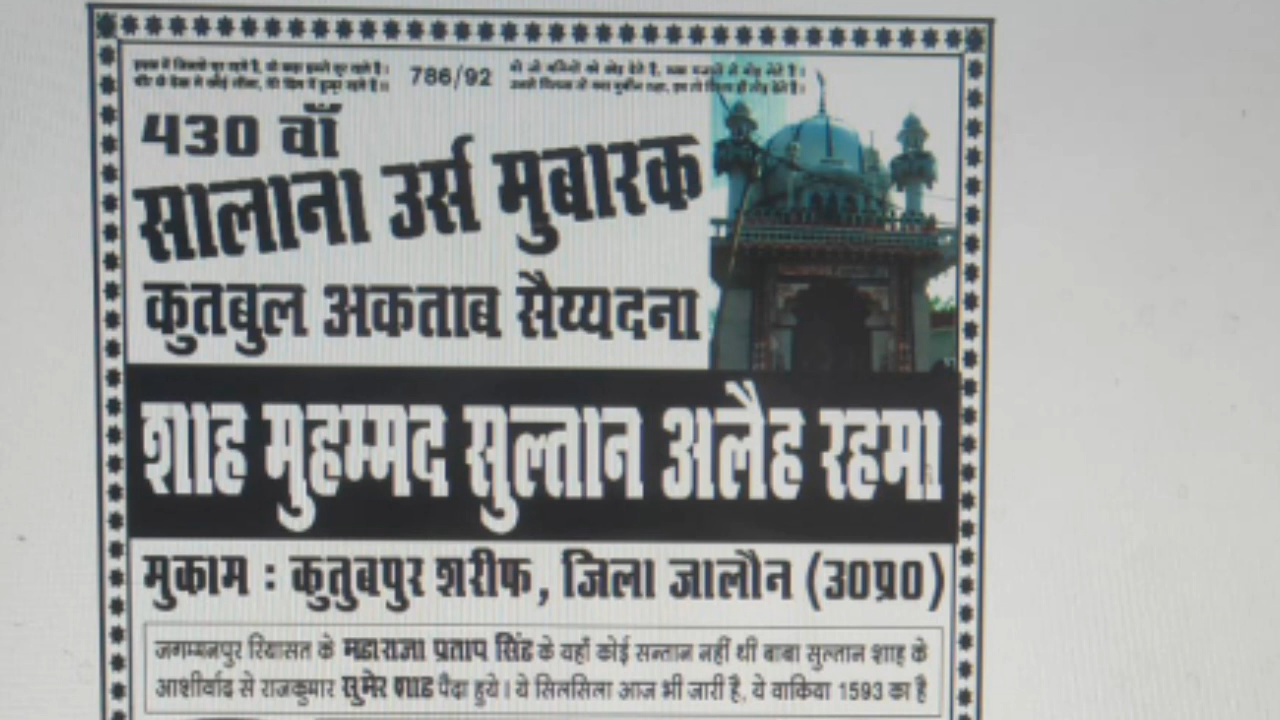 786/92
430 वाँ
सालाना उर्स मुबारक
कुतबुल अकताब सैय्यदना
शाह मुहम्मद सुल्तान अलैह रहमा
मुकाम : कुतुबपुर शरीफ, जिला जालौन (उ0प्र0)
जगम्मनपुर रियासत के महाराजा प्रताप सिंह के यहाँ कोई सन्तान नहीं थी बाबा सुल्तान शाह के
आशीर्वाद से राजकुमार सुमेर शाह पैदा हुये। ये सिलसिला आज भी जारी है, ये वाकिया 1593 का है